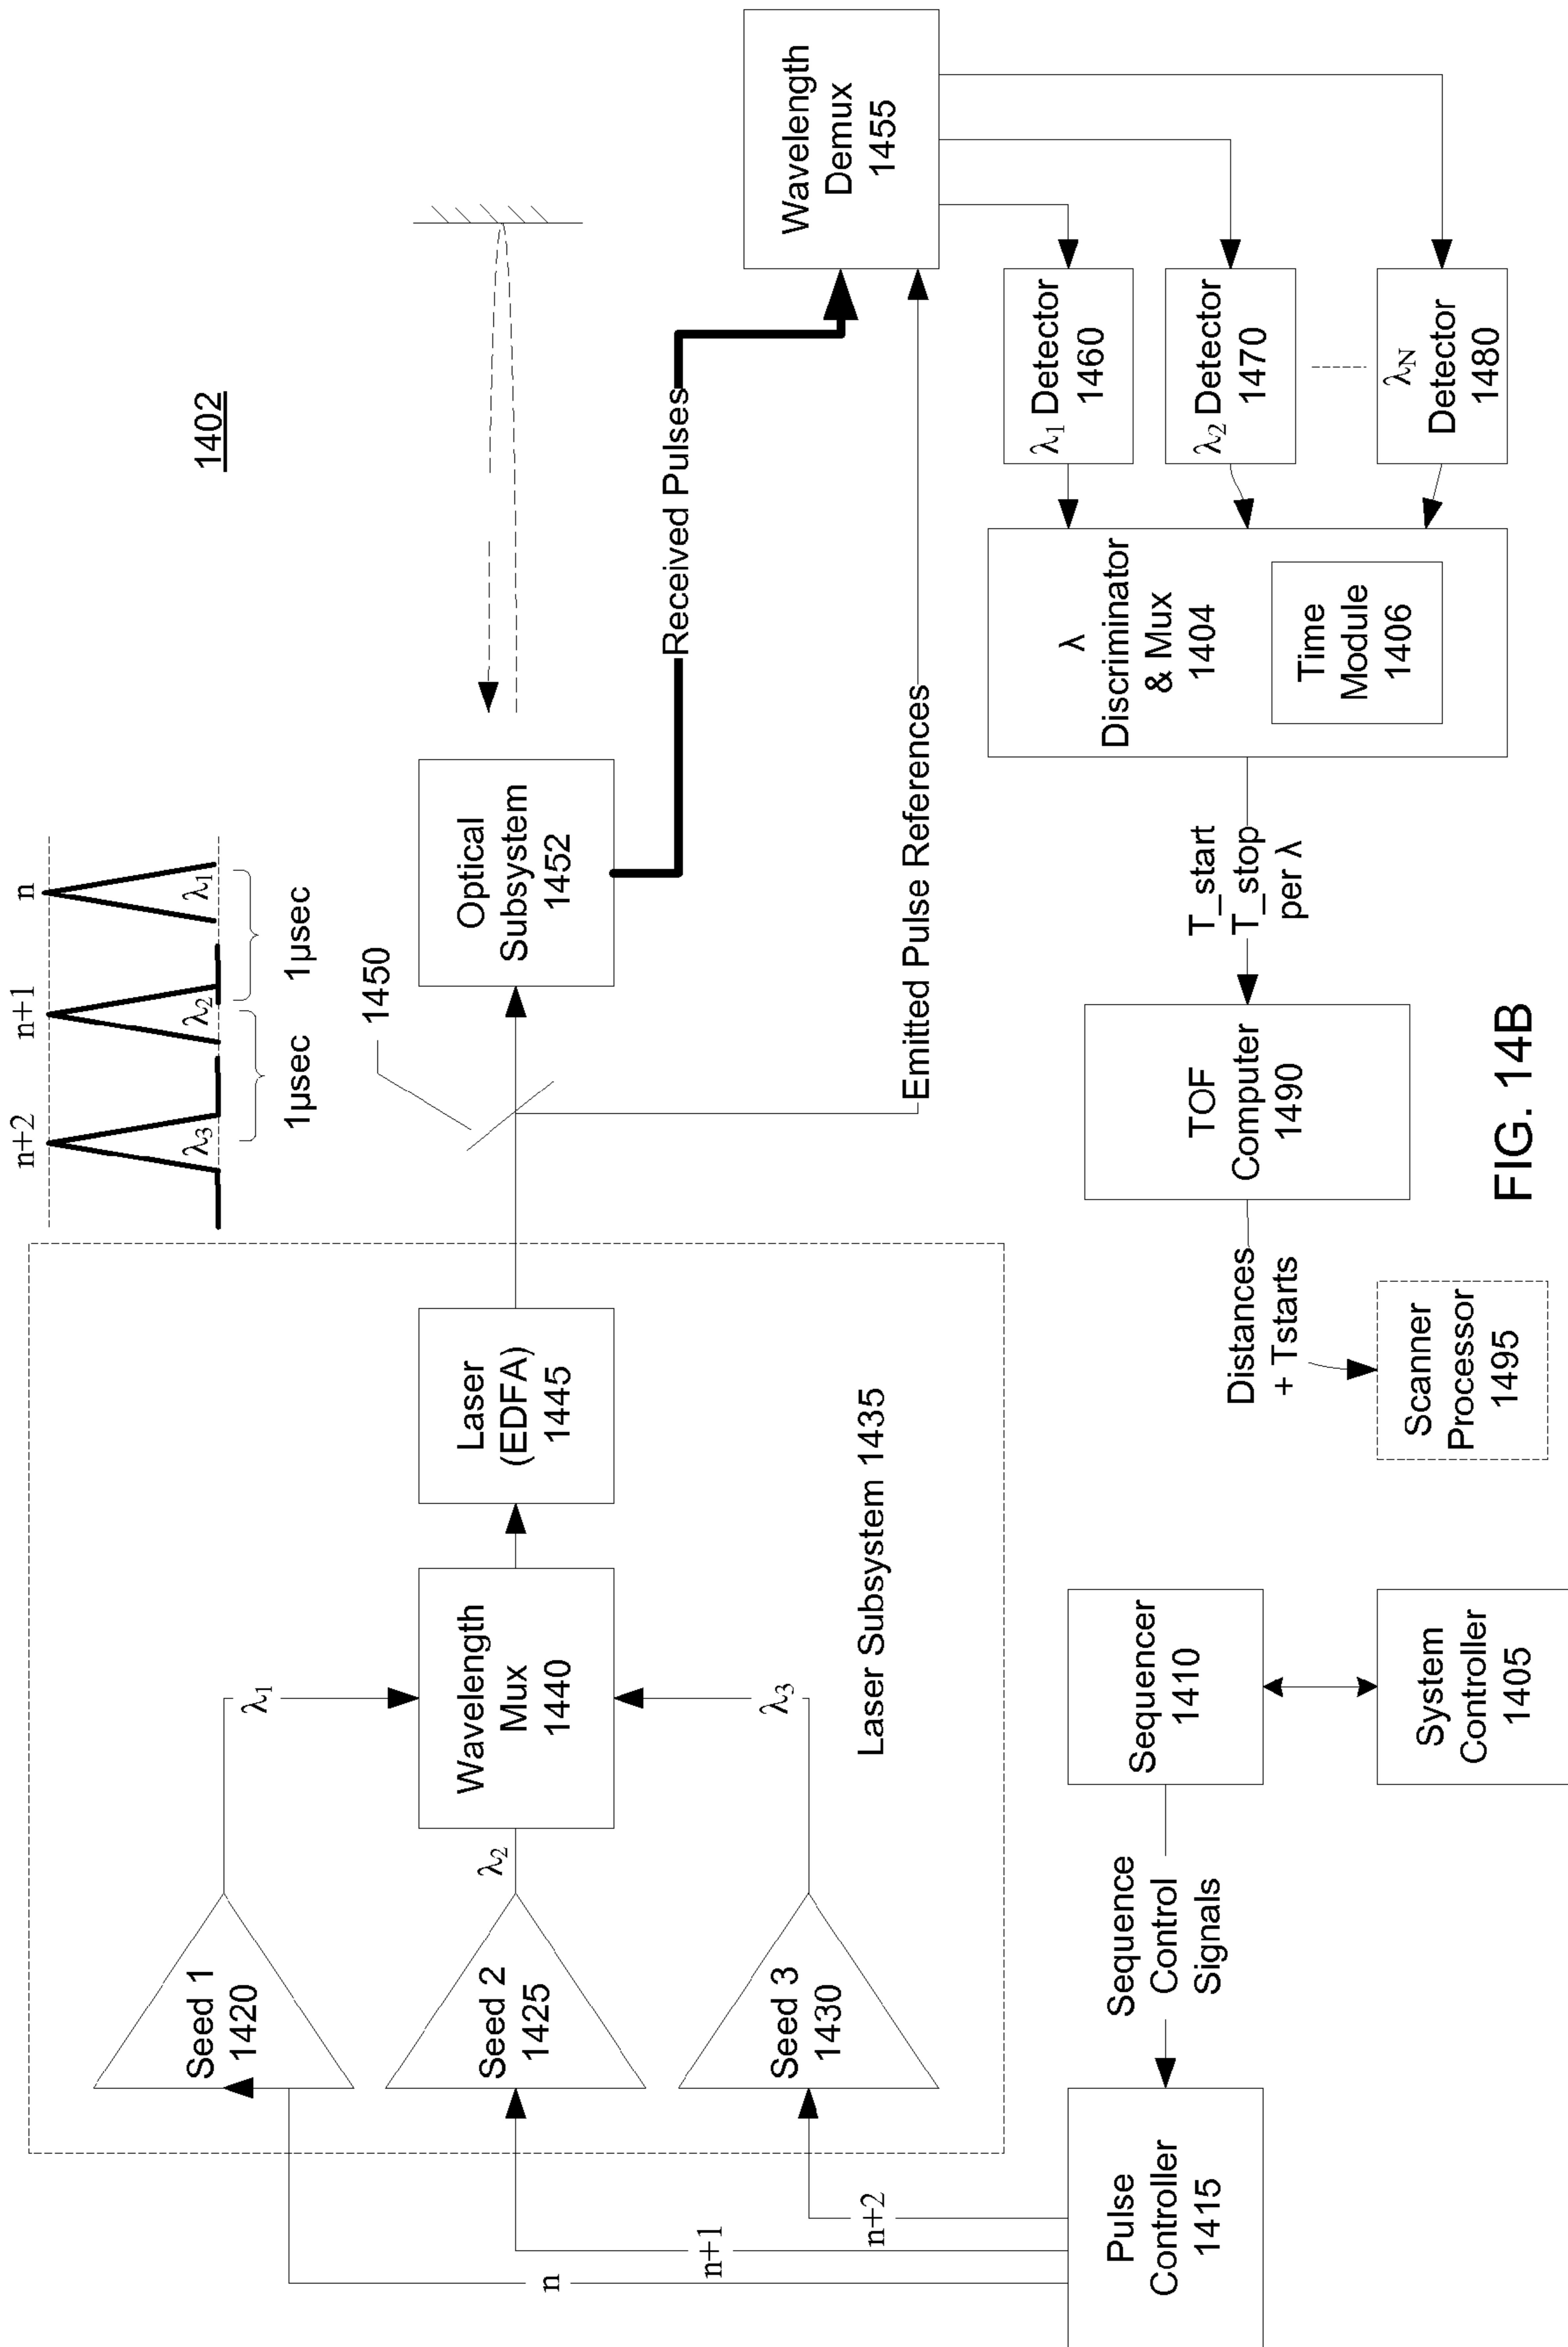 1402
n+2
n+1
n
λ3
λ2
λ1
1μsec
1μsec
Seed 1
1420
λ1
Seed 2
1425
λ2
Wavelength
Mux
1440
Laser
(EDFA)
1445
1450
Optical
Subsystem
1452
Seed 3
1430
λ3
Laser Subsystem 1435
Received Pulses
Emitted Pulse References
Wavelength
Demux
1455
n
n+1
n+2
Pulse
Controller
1415
Sequence
Control
Signals
Sequencer
1410
System
Controller
1405
λ1 Detector
1460
λ2 Detector
1470
λN
Detector
1480
λ
Discriminator
& Mux
1404
Time
Module
1406
T_start
T_stop
per λ
TOF
Computer
1490
Distances
+ Tstarts
Scanner
Processor
1495
FIG. 14B